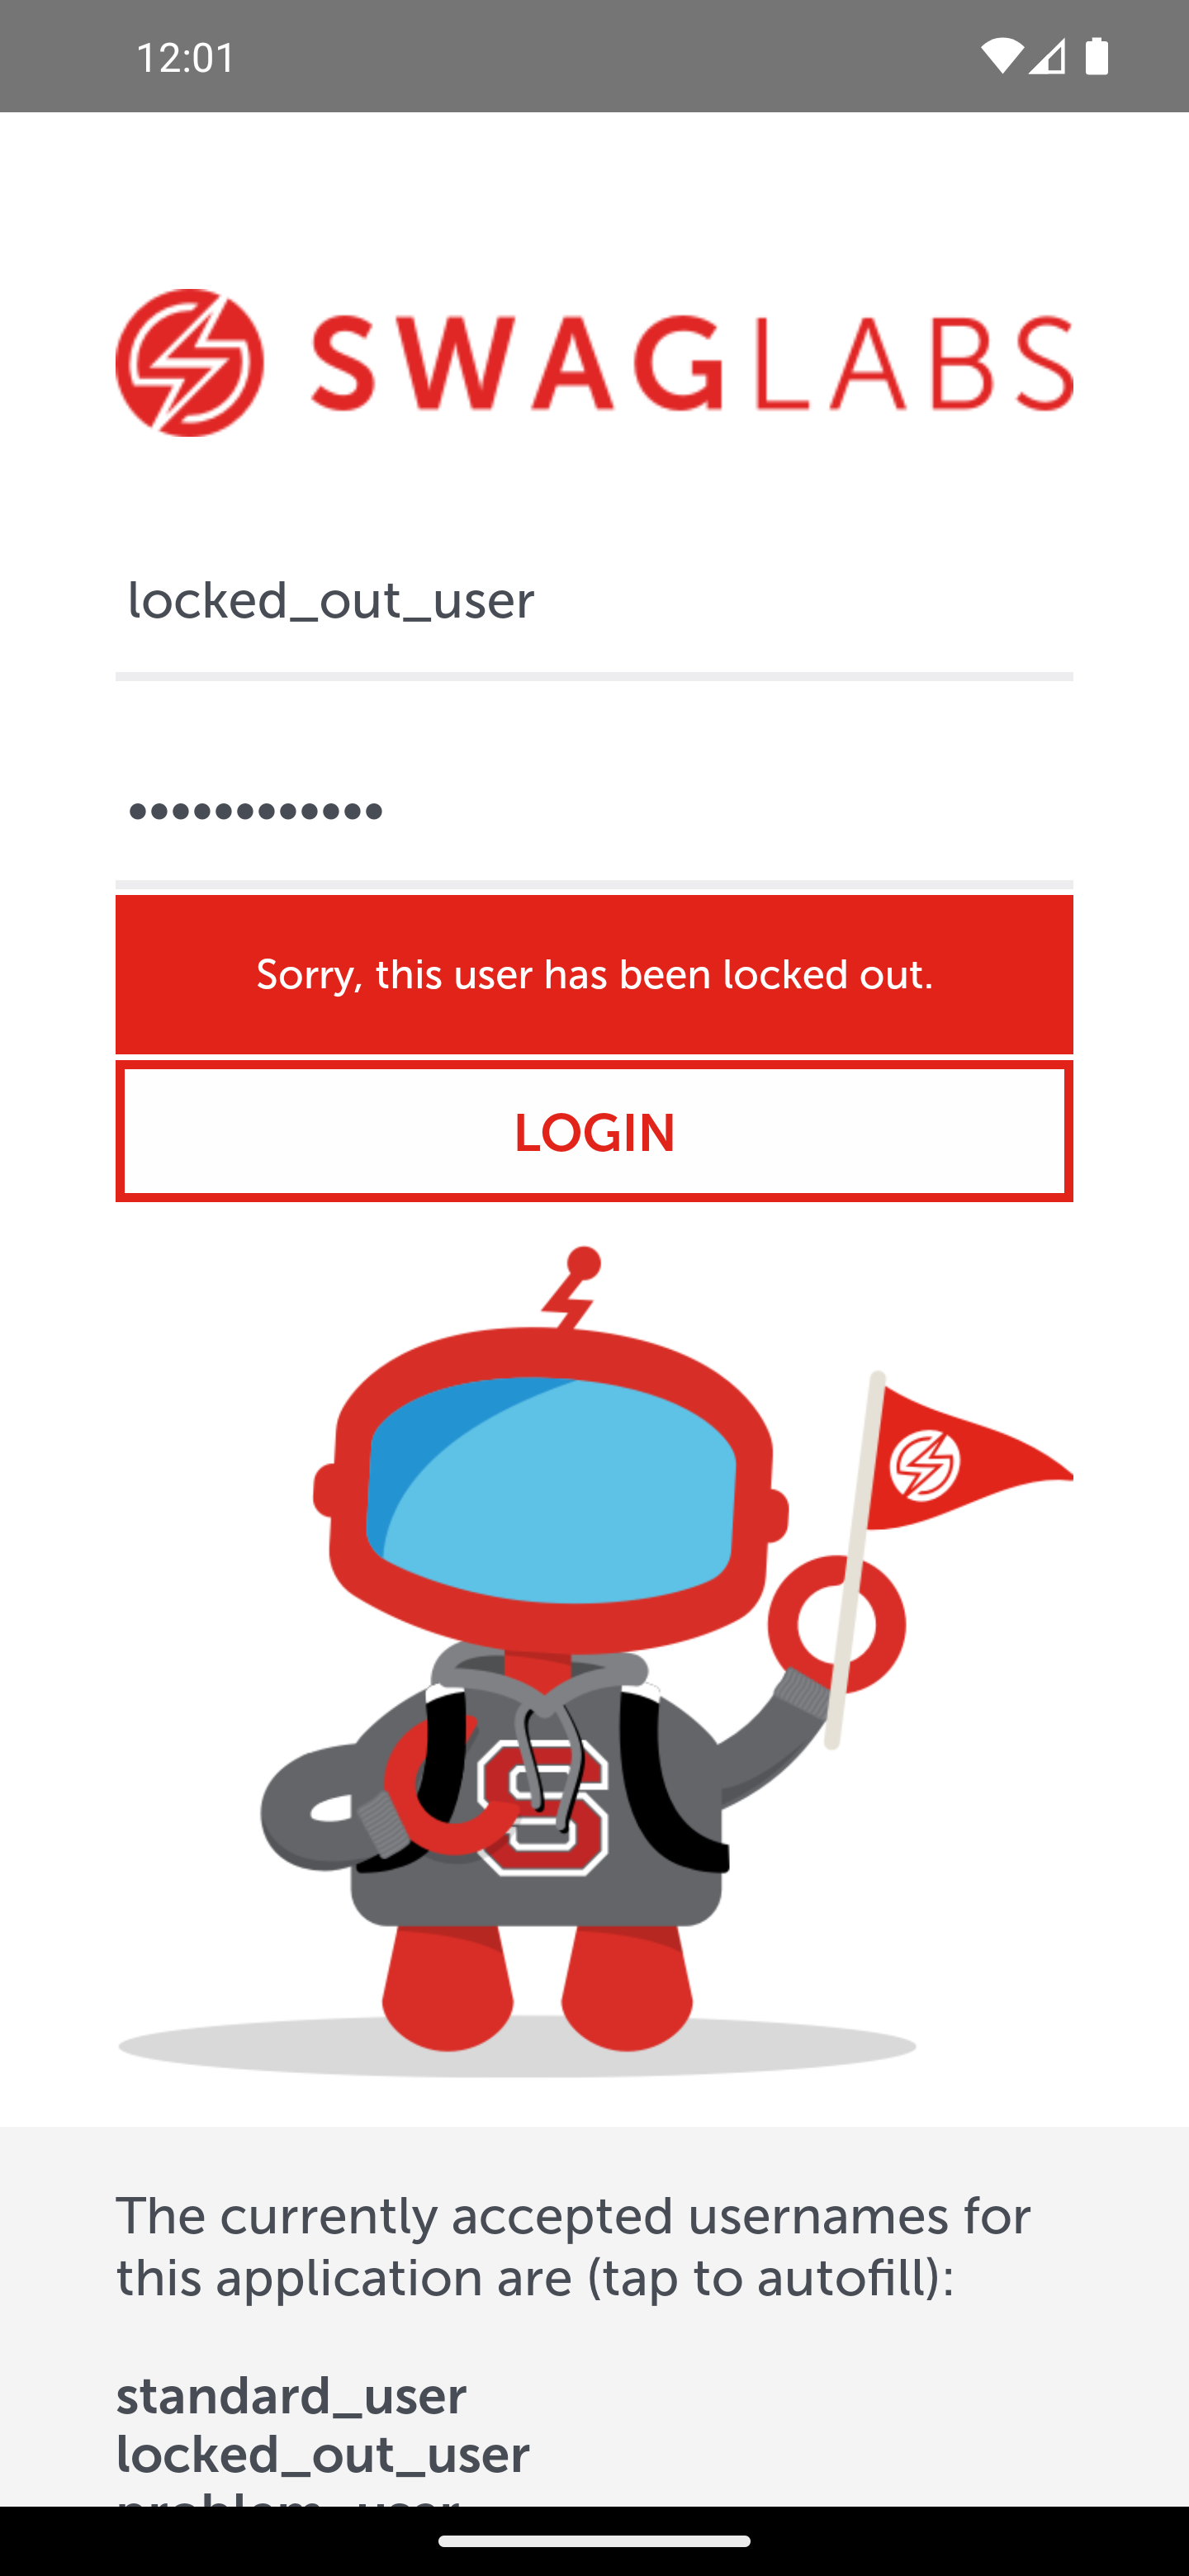 12:01
SWAGLABS
locked_out_user
••••••••••••
Sorry, this user has been locked out.
LOGIN
S
The currently accepted usernames for
this application are (tap to autofill):
standard_user
locked_out_user
problem_user